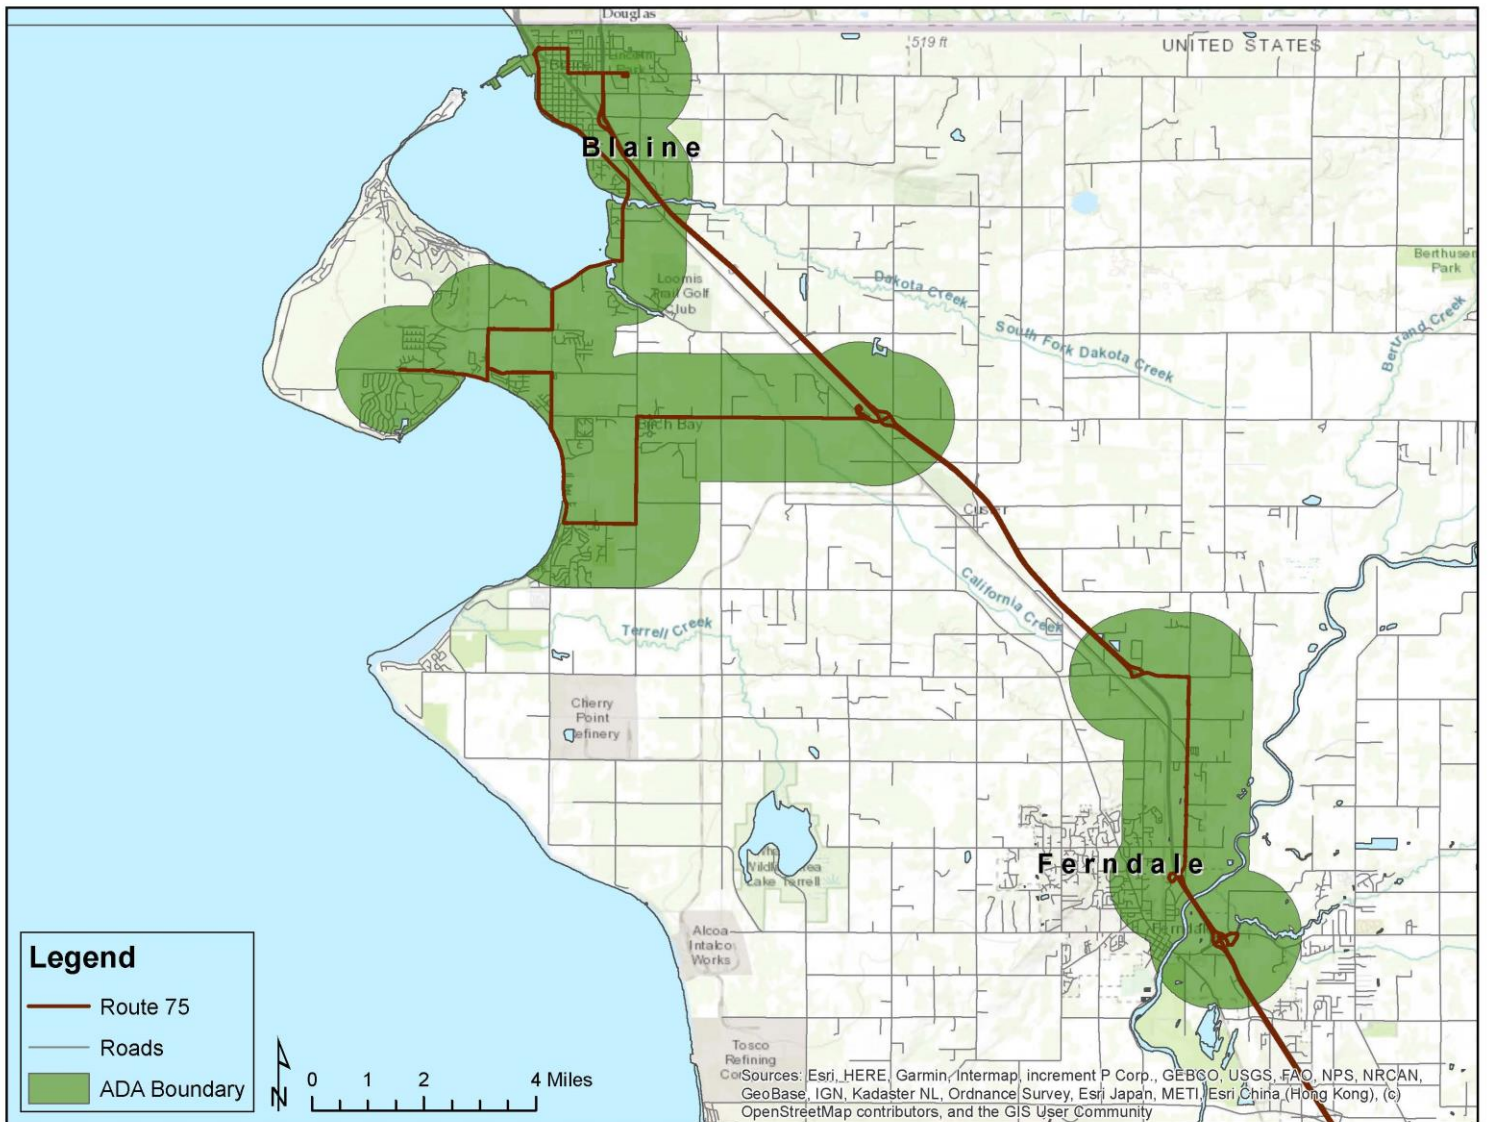 Douglas
519 ft
UNITED STATES
Lincoln
Park
Blaine
Berthusen
Park
Loomis
Trail Golf
Club
Dakota Creek
South Fork Dakota Creek
Bertrand Creek
Birch Bay
Custer
California Creek
Terrell Creek
Cherry
Point
Refinery
Lake Terrell
Ferndale
Ferndale
Alcoa
Intalco
Works
Tosco
Refining
Legend
Route 75
Roads
ADA Boundary
N
0 1 2 4 Miles
Sources: Esri, HERE, Garmin, Intermap, increment P Corp., GEBCO, USGS, FAO, NPS, NRCAN,
GeoBase, IGN, Kadaster NL, Ordnance Survey, Esri Japan, METI, Esri China (Hong Kong), (c)
OpenStreetMap contributors, and the GIS User Community